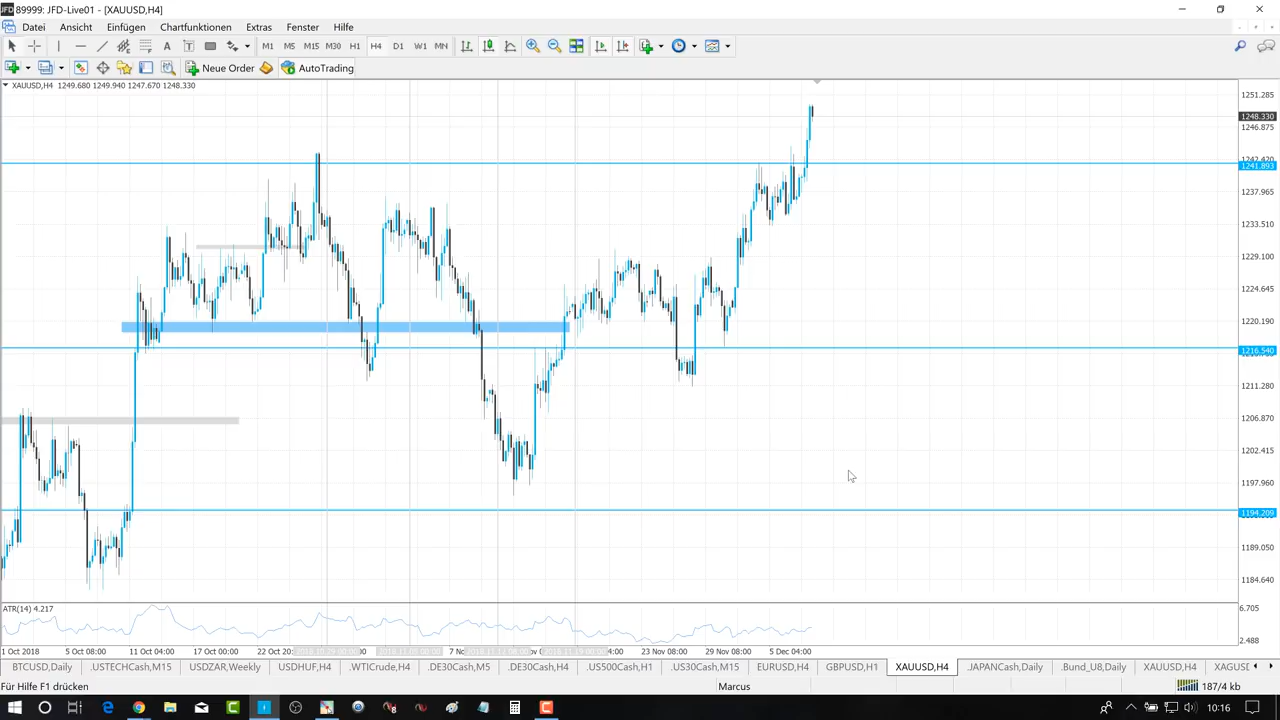 JFD 89999: JFD-Live01 - [XAUUSD,H4]
Datei Ansicht Einfügen Chartfunktionen Extras Fenster Hilfe
A T M1 M5 M15 M30 H1 H4 D1 W1 MN
Neue Order AutoTrading
XAUUSD,H4 1249.680 1249.940 1247.670 1248.330
1251.285
1248.330
1246.875
1242.420
1241.893
1237.965
1233.510
1229.100
1224.645
1220.190
1216.540
1211.280
1206.870
1202.415
1197.960
1194.209
1189.050
1184.640
ATR(14) 4.217
6.705
2.488
1 Oct 2018 5 Oct 08:00 11 Oct 04:00 17 Oct 00:00 22 Oct 20: 7 N 23 Nov 08:00 29 Nov 08:00 5 Dec 04:00
BTCUSD,Daily .USTECHCash,M15 USDZAR,Weekly USDHUF,H4 .WTICrude,H4 .DE30Cash,M5 .DE30Cash,H4 .US500Cash,H1 .US30Cash,M15 EURUSD,H4 GBPUSD,H1 XAUUSD,H4 .JAPANCash,Daily .Bund_U8,Daily XAUUSD,H4 XAGUS
Für Hilfe F1 drücken Marcus 187/4 kb
10:16